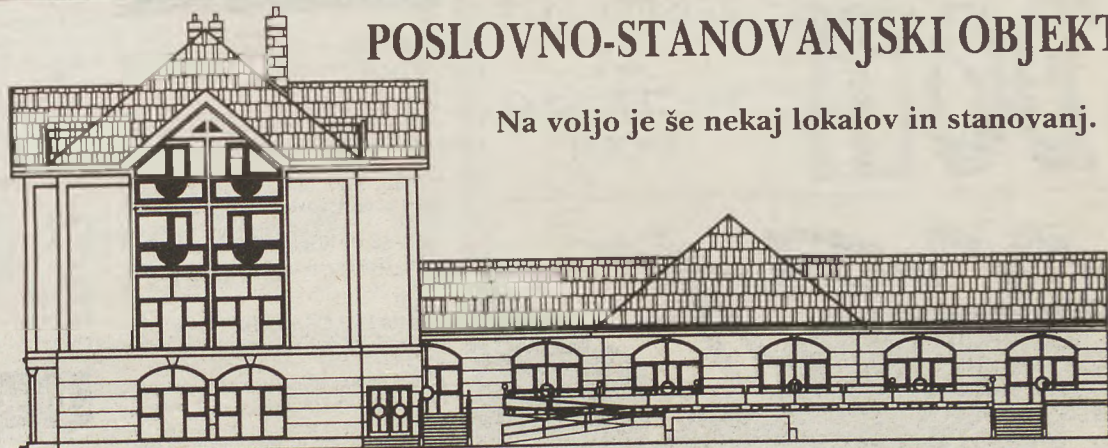 POSLOVNO-STANOVANJSKI OBJEKT
Na voljo je še nekaj lokalov in stanovanj.